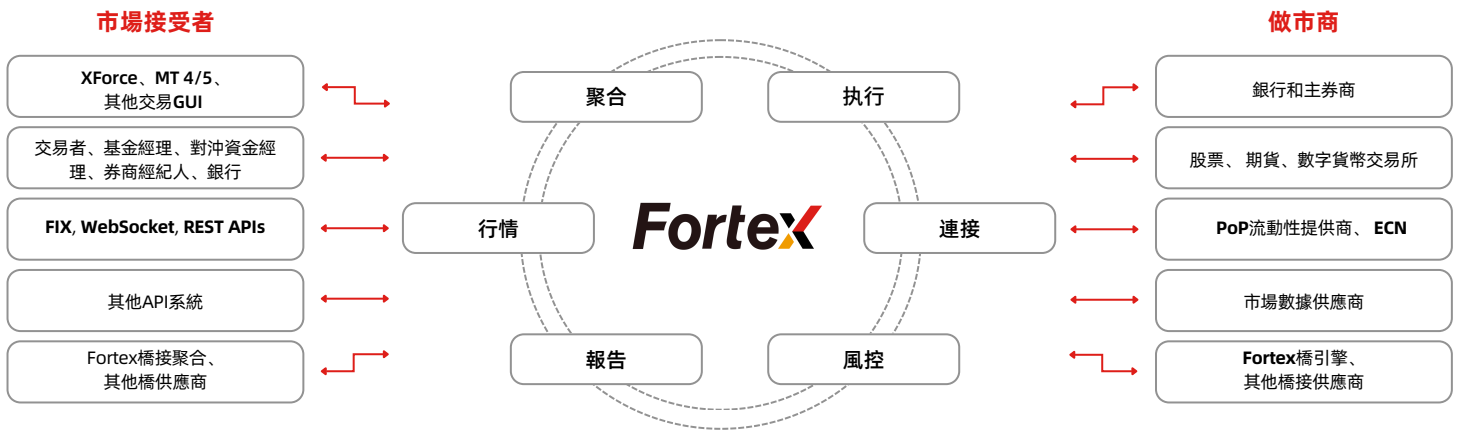 市場接受者
XForce、MT 4/5、
其他交易GUI
交易者、基金經理、對沖資金經
理、券商經紀人、銀行
FIX, WebSocket, REST APIs
其他API系統
Fortex橋接聚合、
其他橋供應商
聚合
执行
行情
Fortex
連接
報告
風控
做市商
銀行和主券商
股票、 期貨、數字貨幣交易所
PoP流動性提供商、 ECN
市場數據供應商
Fortex橋引擎、
其他橋接供應商